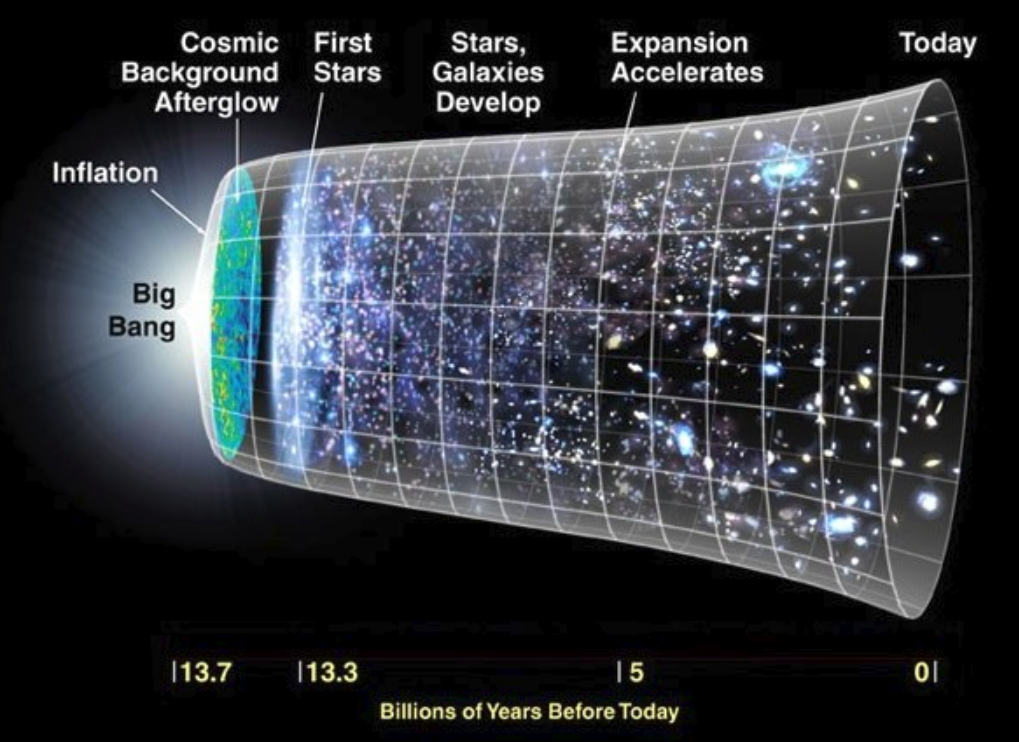 Cosmic
Background
Afterglow
First
Stars
Stars,
Galaxies
Develop
Expansion
Accelerates
Today
Inflation
Big
Bang
|13.7 |13.3 |5 0|
Billions of Years Before Today